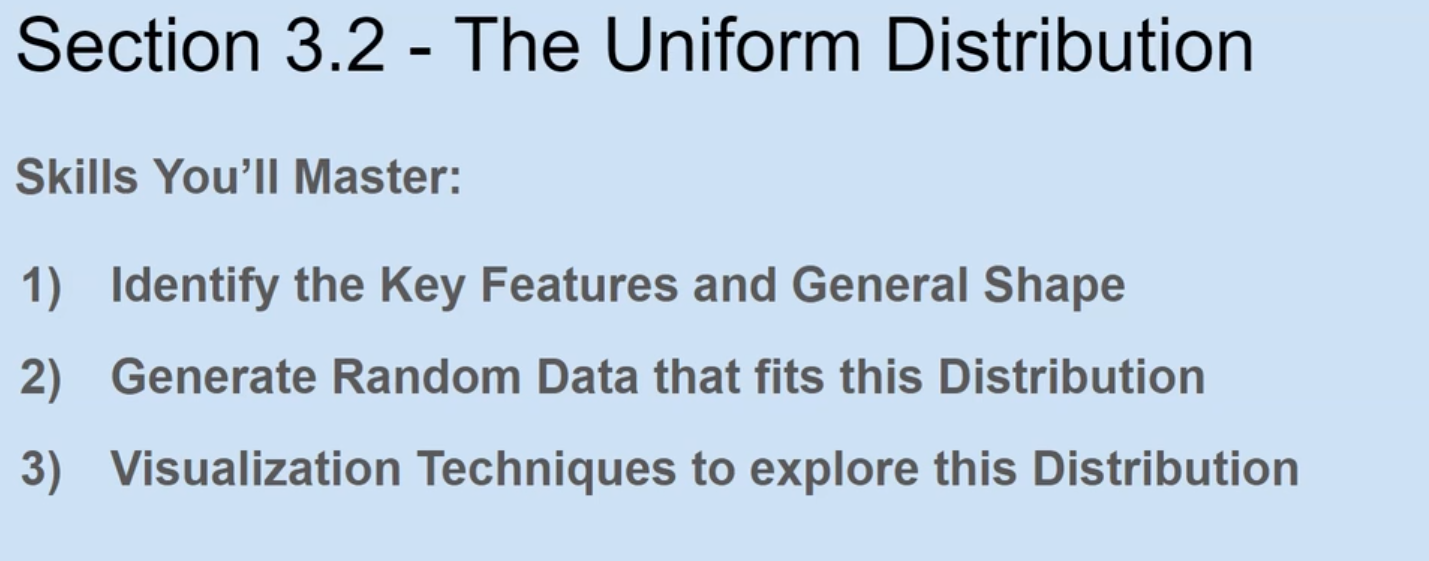 Section 3.2 - The Uniform Distribution
Skills You’ll Master:
1) Identify the Key Features and General Shape
2) Generate Random Data that fits this Distribution
3) Visualization Techniques to explore this Distribution